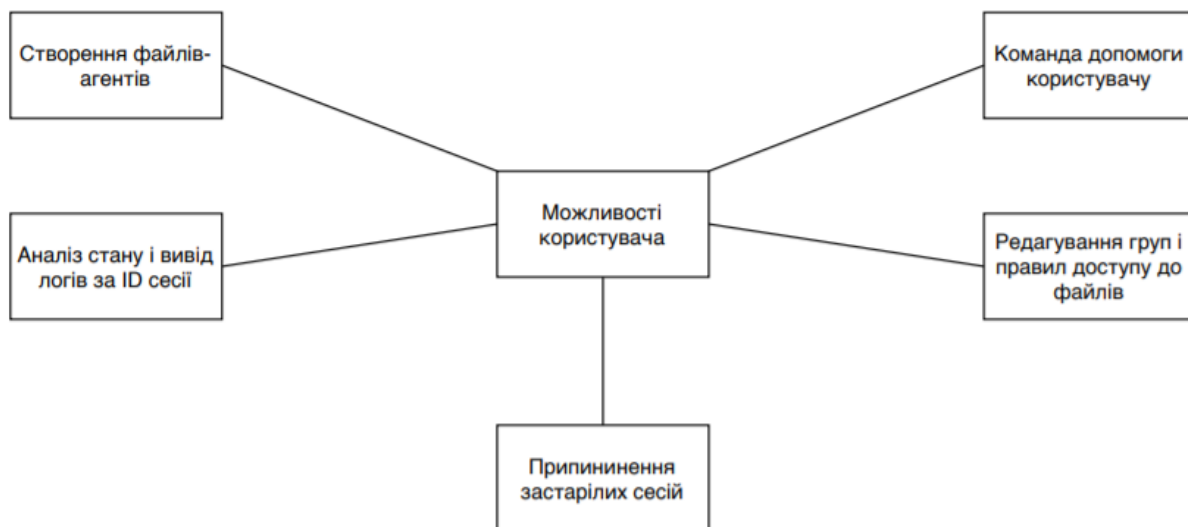 Створення файлів-
агентів
Команда допомоги
користувачу
Можливості
користувача
Аналіз стану і вивід
логів за ID сесії
Редагування груп і
правил доступу до
файлів
Припининення
застарілих сесій